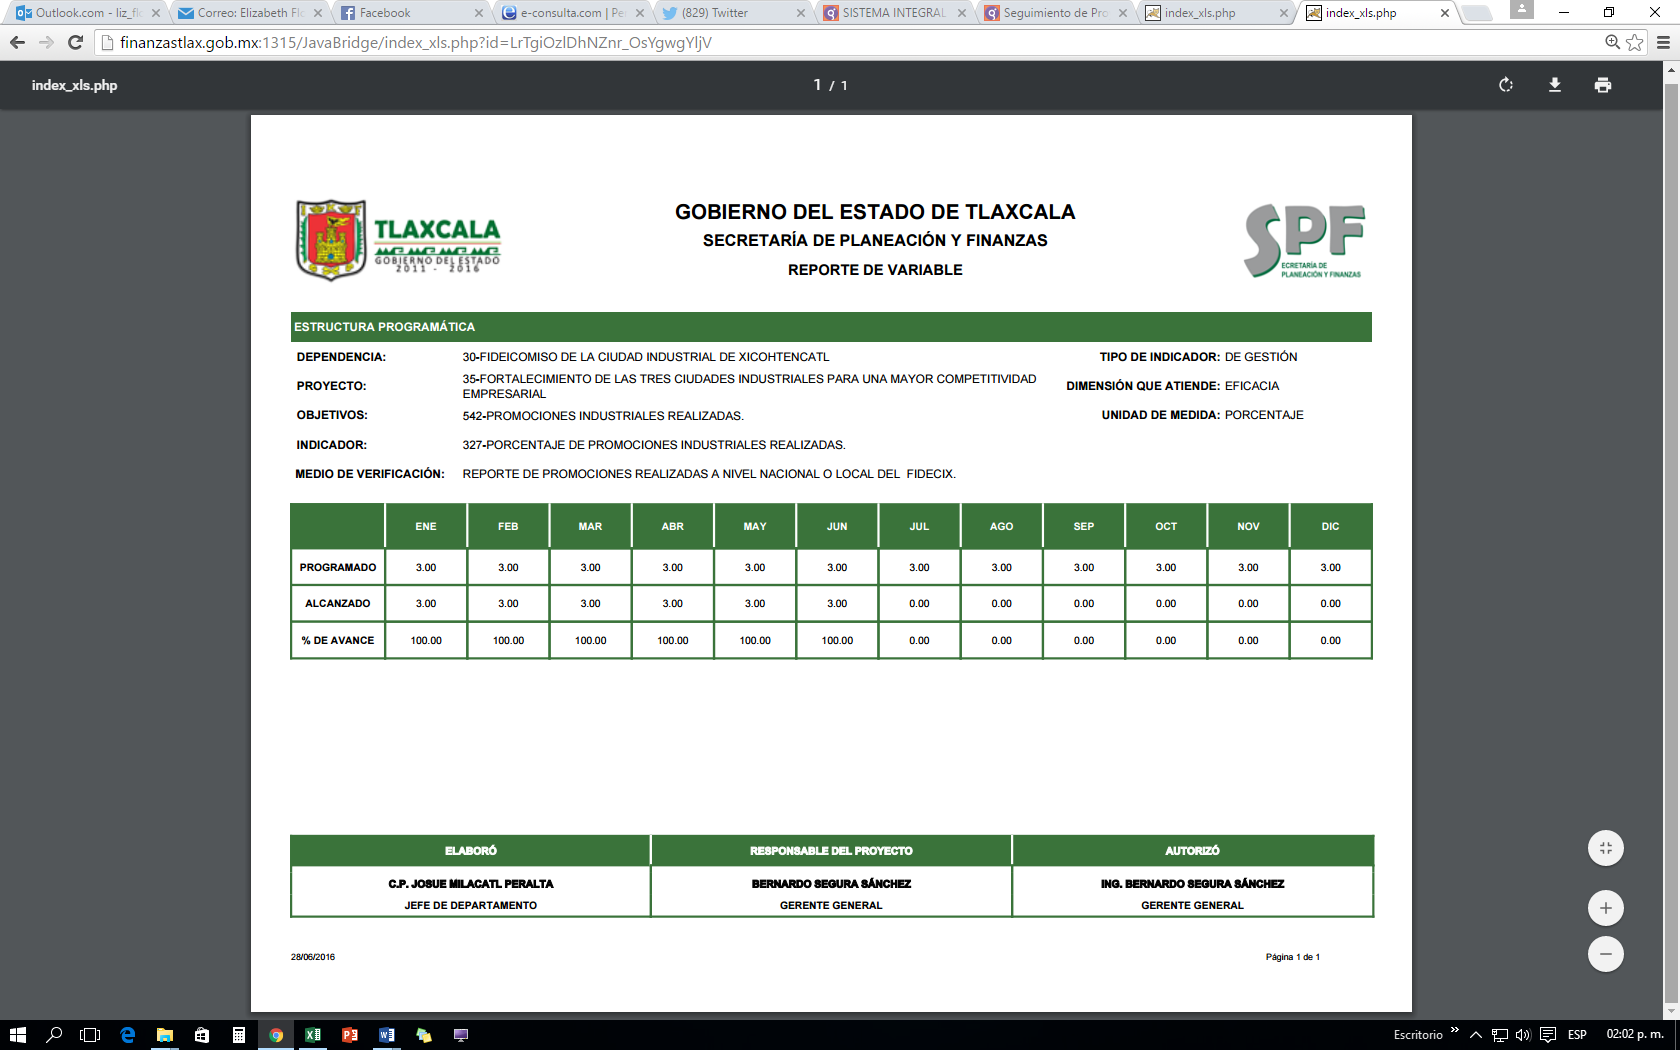 Outlook.com - liz_flo
Correo: Elizabeth Flo
Facebook
e-consulta.com | Per
(829) Twitter
SISTEMA INTEGRAL
Seguimiento de Pro
index_xls.php
index_xls.php
finanzastlax.gob.mx:1315/JavaBridge/index_xls.php?id=LrTgiOzlDhNZnr_OsYgwgYljV
index_xls.php
1 / 1
TLAXCALA
GOBIERNO DEL ESTADO
2011 - 2016
GOBIERNO DEL ESTADO DE TLAXCALA
SECRETARÍA DE PLANEACIÓN Y FINANZAS
REPORTE DE VARIABLE
SPF
ECRETARÍA DE
PLANEACIÓN Y FINANZAS
ESTRUCTURA PROGRAMÁTICA
DEPENDENCIA: 30-FIDEICOMISO DE LA CIUDAD INDUSTRIAL DE XICOHTENCATL TIPO DE INDICADOR: DE GESTIÓN
PROYECTO: 35-FORTALECIMIENTO DE LAS TRES CIUDADES INDUSTRIALES PARA UNA MAYOR COMPETITIVIDAD EMPRESARIAL DIMENSIÓN QUE ATIENDE: EFICACIA
OBJETIVOS: 542-PROMOCIONES INDUSTRIALES REALIZADAS. UNIDAD DE MEDIDA: PORCENTAJE
INDICADOR: 327-PORCENTAJE DE PROMOCIONES INDUSTRIALES REALIZADAS.
MEDIO DE VERIFICACIÓN: REPORTE DE PROMOCIONES REALIZADAS A NIVEL NACIONAL O LOCAL DEL FIDECIX.
ENE FEB MAR ABR MAY JUN JUL AGO SEP OCT NOV DIC
PROGRAMADO 3.00 3.00 3.00 3.00 3.00 3.00 3.00 3.00 3.00 3.00 3.00 3.00
ALCANZADO 3.00 3.00 3.00 3.00 3.00 3.00 0.00 0.00 0.00 0.00 0.00 0.00
% DE AVANCE 100.00 100.00 100.00 100.00 100.00 100.00 0.00 0.00 0.00 0.00 0.00 0.00
ELABORÓ RESPONSABLE DEL PROYECTO AUTORIZÓ
C.P. JOSUE MILACATL PERALTA BERNARDO SEGURA SÁNCHEZ ING. BERNARDO SEGURA SÁNCHEZ
JEFE DE DEPARTAMENTO GERENTE GENERAL GERENTE GENERAL
28/06/2016 Página 1 de 1
Escritorio ESP 02:02 p. m.